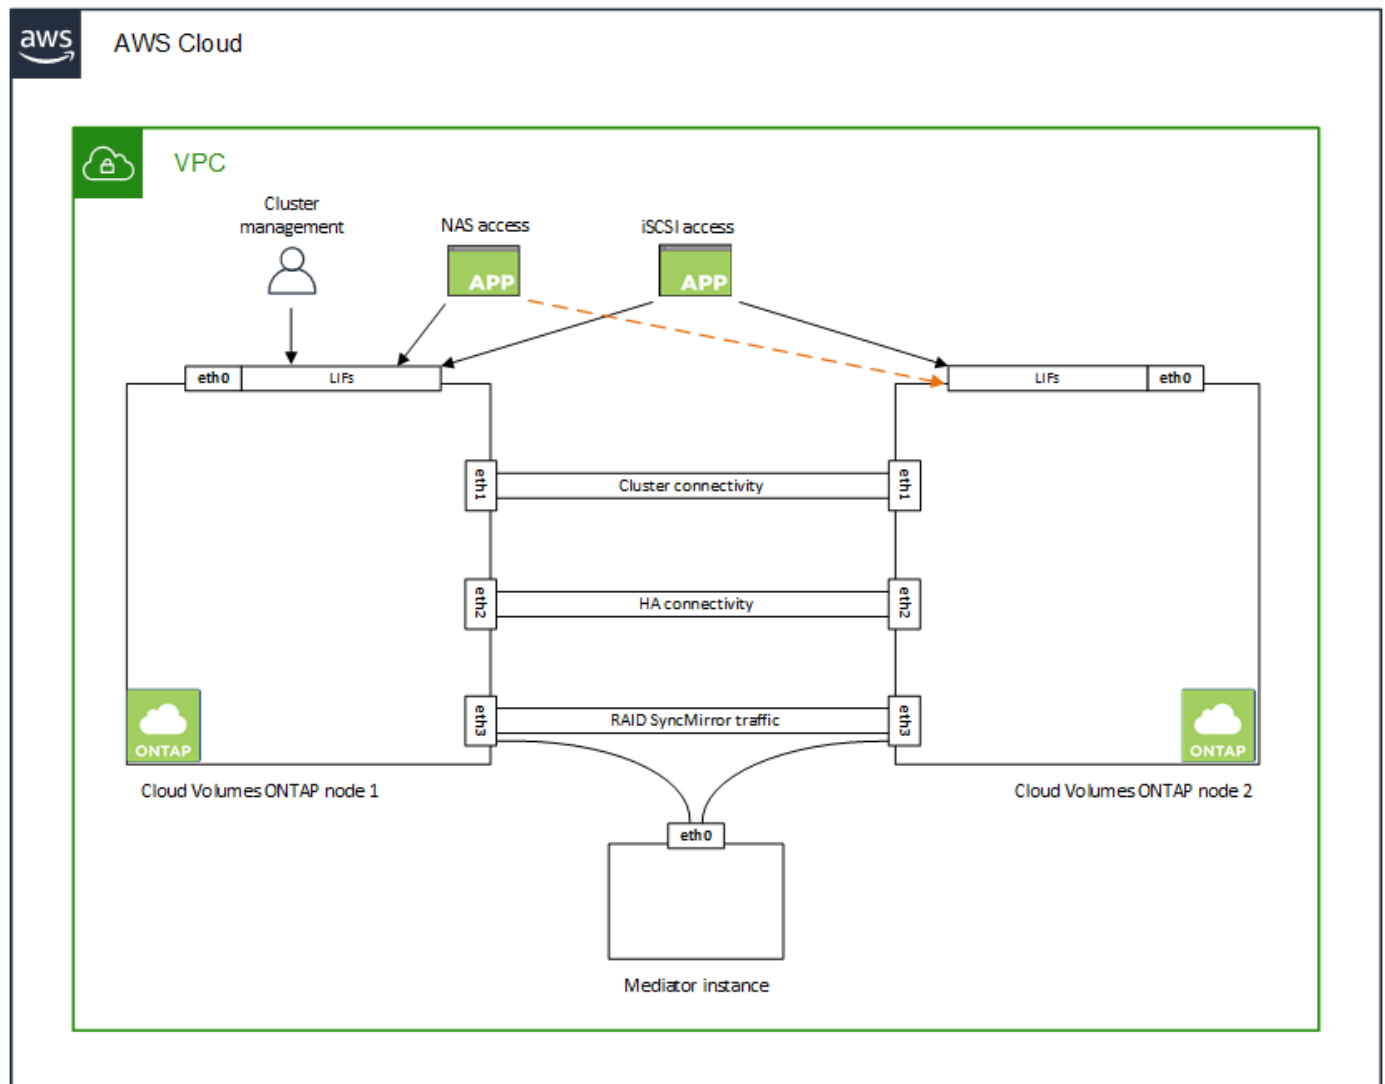 aws
AWS Cloud
VPC
Cluster
management
NAS access
iSCSI access
APP
APP
eth0
LIFs
LIFs
eth0
eth1
Cluster connectivity
eth1
eth2
HA connectivity
eth2
eth3
RAID SyncMirror traffic
eth3
ONTAP
ONTAP
Cloud Volumes ONTAP node 1
Cloud Volumes ONTAP node 2
eth0
Mediator instance